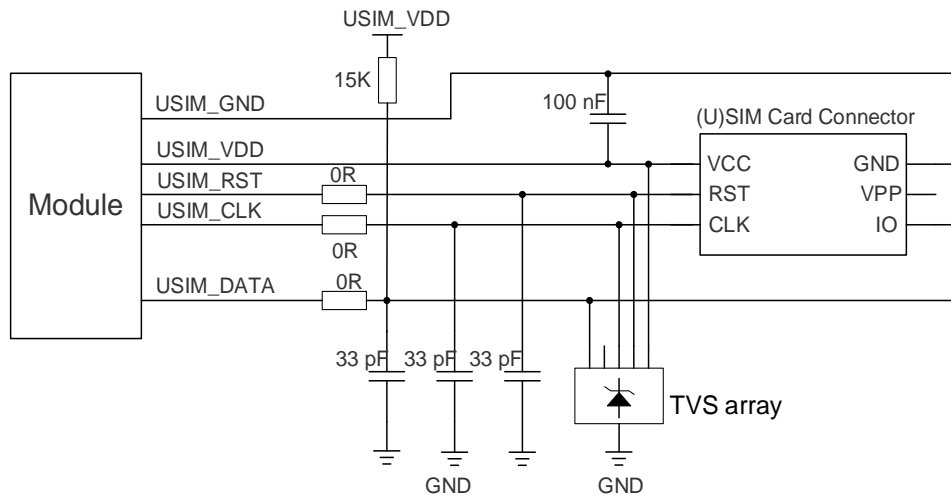 USIM_VDD
15K
USIM_GND
100 nF
(U)SIM Card Connector
USIM_VDD
VCC
GND
USIM_RST
0R
RST
VPP
Module
USIM_CLK
CLK
IO
0R
USIM_DATA
0R
33 pF
33 pF
33 pF
TVS array
GND
GND